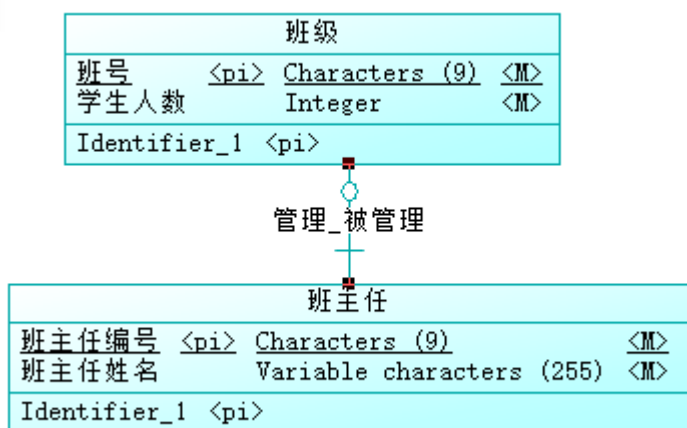 班级
班号 <pi> Characters (9) <M>
学生人数 Integer <M>
Identifier_1 <pi>
管理_被管理
班主任
班主任编号 <pi> Characters (9) <M>
班主任姓名 Variable characters (255) <M>
Identifier_1 <pi>